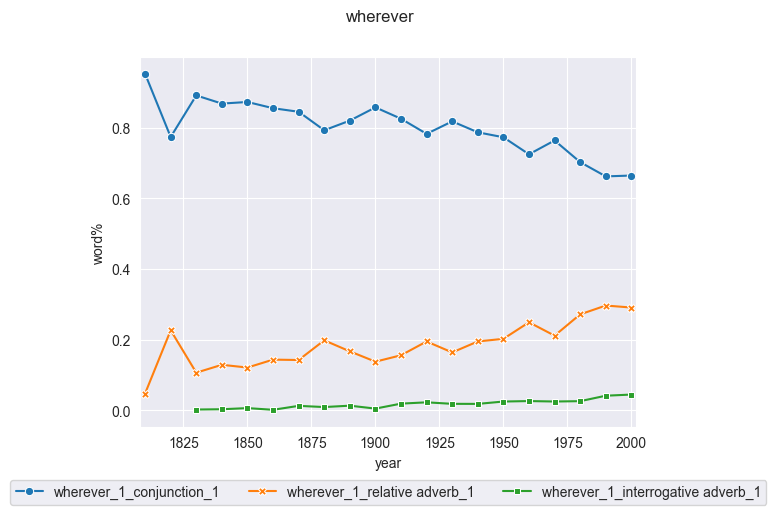 wherever
word%
0.8
0.6
0.4
0.2
0.0
1825 1850 1875 1900 1925 1950 1975 2000
year
wherever_1_conjunction_1 wherever_1_relative adverb_1 wherever_1_interrogative adverb_1